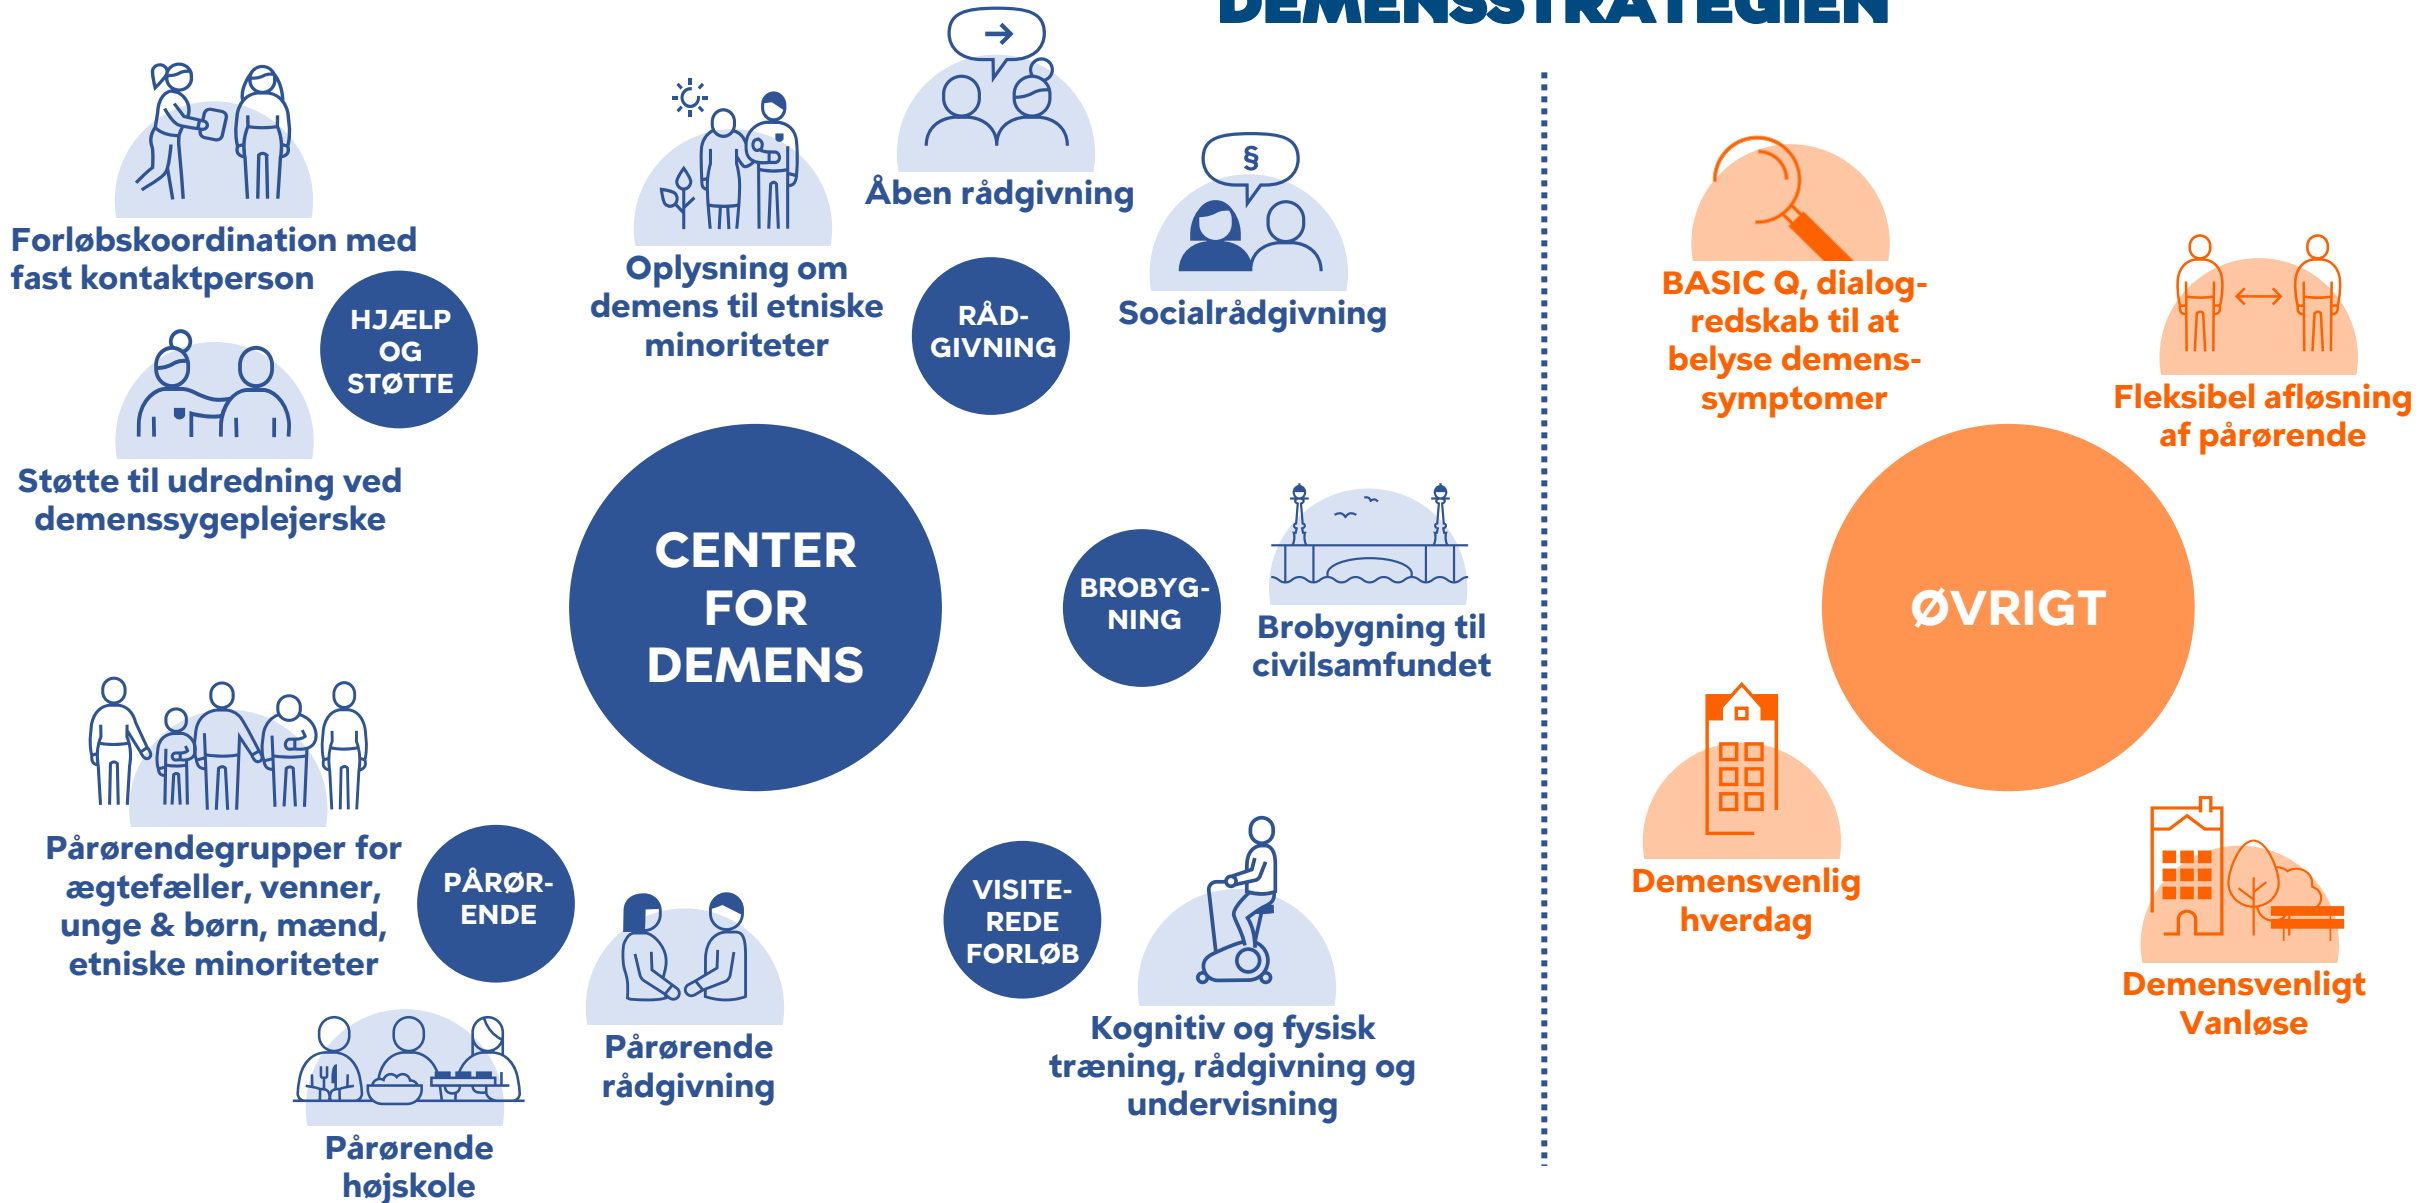 DEMENSSTRATEGIEN
Forløbskoordination med
fast kontaktperson
HJÆLP
OG
STØTTE
Støtte til udredning ved
demenssygeplejerske
Oplysning om
demens til etniske
minoriteter
Åben rådgivning
RÅD-
GIVNING
§
Socialrådgivning
CENTER
FOR
DEMENS
BROBYG-
NING
Brobygning til
civilsamfundet
Pårørendegrupper for
ægtefæller, venner,
unge & børn, mænd,
etniske minoriteter
PÅRØR-
ENDE
Pårørende
rådgivning
Pårørende
højskole
VISITE-
REDE
FORLØB
Kognitiv og fysisk
træning, rådgivning og
undervisning
BASIC Q, dialog-
redskab til at
belyse demens-
symptomer
Fleksibel afløsning
af pårørende
ØVRIGT
Demensvenlig
hverdag
Demensvenligt
Vanløse